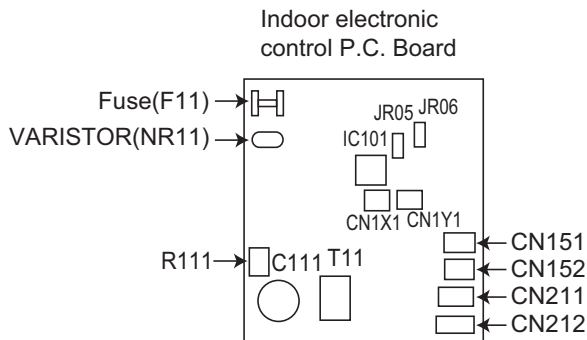 Indoor electronic
control P.C. Board
Fuse(F11)
VARISTOR(NR11)
JR05 JR06
IC101
CN1X1 CN1Y1
R111
C111 T11
CN151
CN152
CN211
CN212